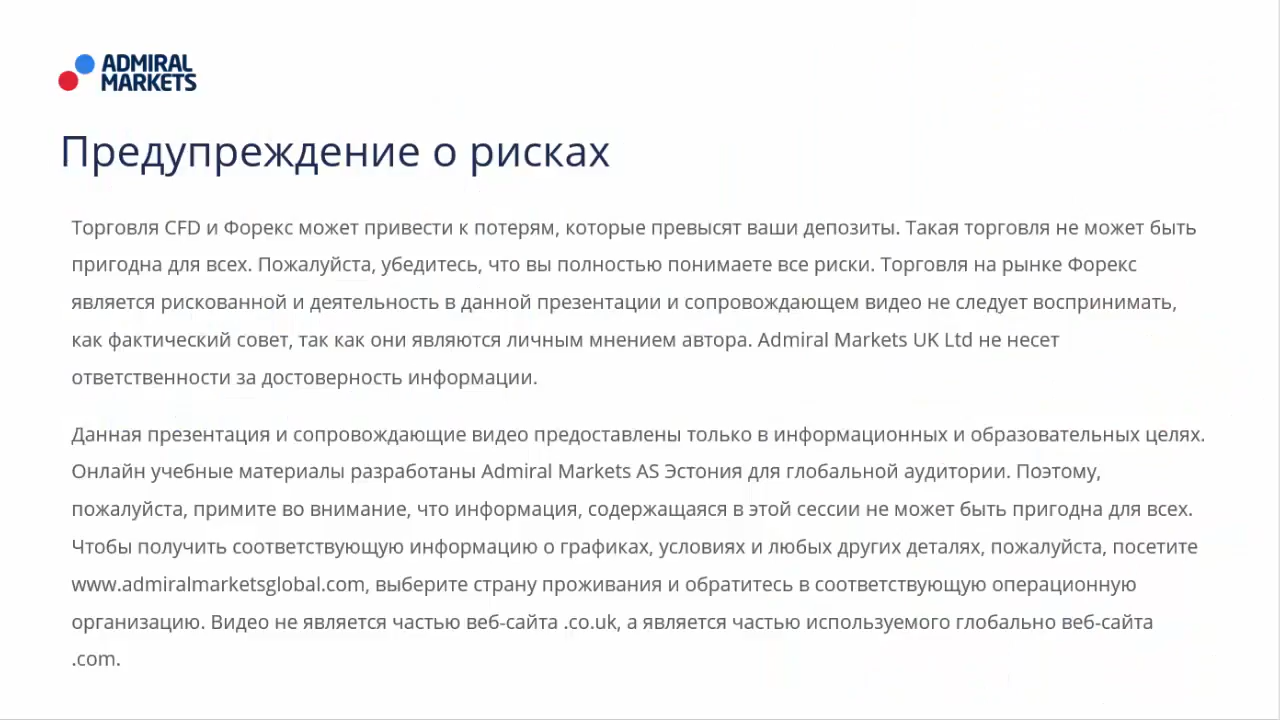 ADMIRAL
MARKETS
Предупреждение о рисках
Торговля CFD и Форекс может привести к потерям, которые превысят ваши депозиты. Такая торговля не может быть
пригодна для всех. Пожалуйста, убедитесь, что вы полностью понимаете все риски. Торговля на рынке Форекс
является рискованной и деятельность в данной презентации и сопровождающем видео не следует воспринимать,
как фактический совет, так как они являются личным мнением автора. Admiral Markets UK Ltd не несет
ответственности за достоверность информации.
Данная презентация и сопровождающие видео предоставлены только в информационных и образовательных целях.
Онлайн учебные материалы разработаны Admiral Markets AS Эстония для глобальной аудитории. Поэтому,
пожалуйста, примите во внимание, что информация, содержащаяся в этой сессии не может быть пригодна для всех.
Чтобы получить соответствующую информацию о графиках, условиях и любых других деталях, пожалуйста, посетите
www.admiralmarketsglobal.com, выберите страну проживания и обратитесь в соответствующую операционную
организацию. Видео не является частью веб-сайта .co.uk, а является частью используемого глобально веб-сайта
.com.